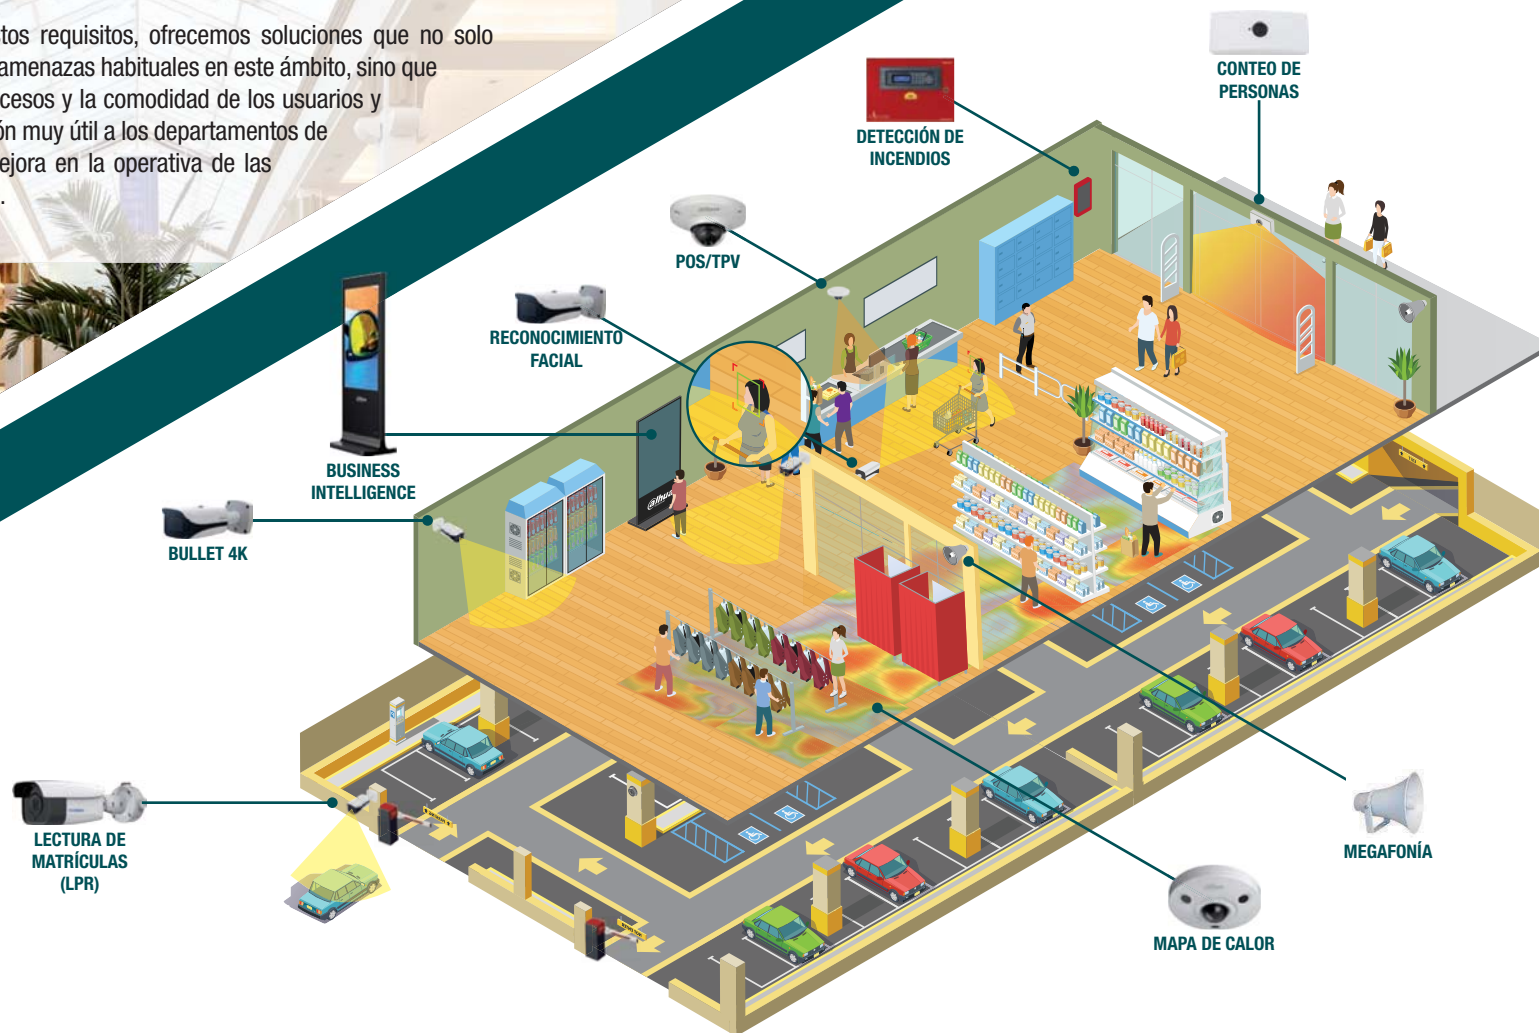 tos requisitos, ofrecemos soluciones que no solo
amenazas habituales en este ámbito, sino que
cesos y la comodidad de los usuarios y
ón muy útil a los departamentos de
ejora en la operativa de las
.
CONTEO DE
PERSONAS
DETECCIÓN DE
INCENDIOS
POS/TPV
RECONOCIMIENTO
FACIAL
BUSINESS
INTELLIGENCE
alhua
BULLET 4K
LECTURA DE
MATRÍCULAS
(LPR)
MEGAFONÍA
MAPA DE CALOR